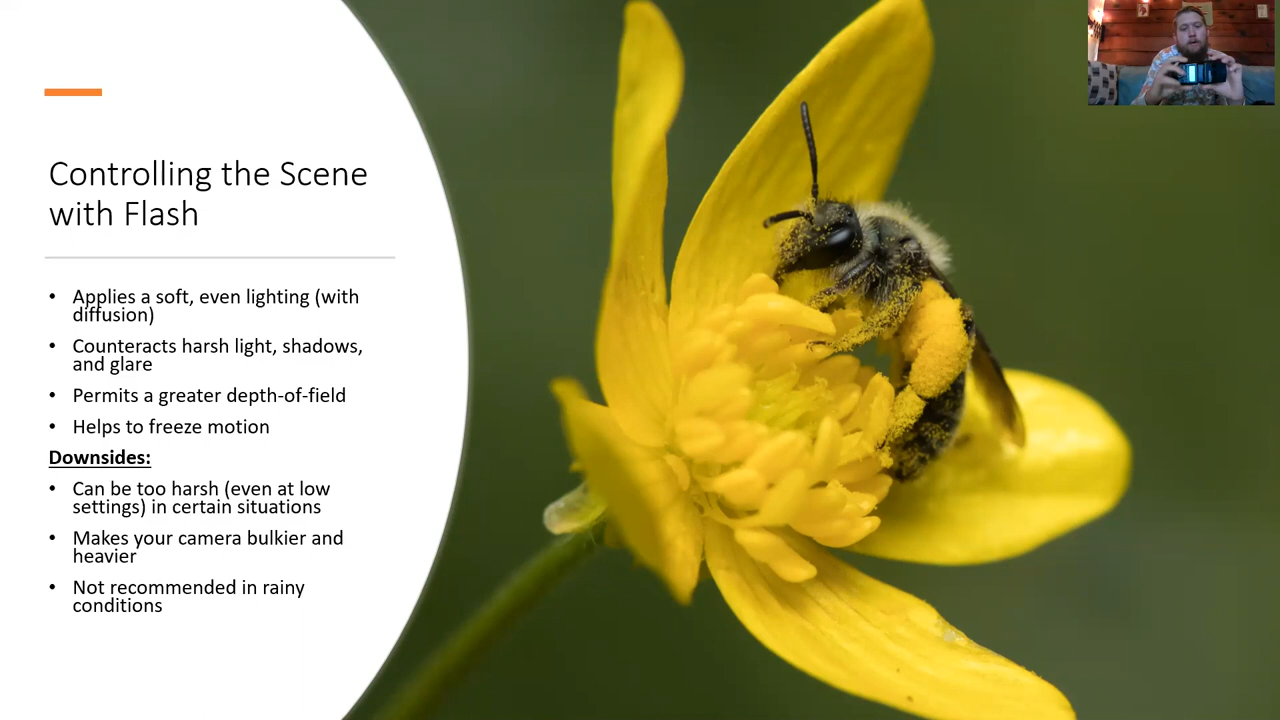 Controlling the Scene
with Flash
• Applies a soft, even lighting (with
diffusion)
• Counteracts harsh light, shadows,
and glare
• Permits a greater depth-of-field
• Helps to freeze motion
Downsides:
• Can be too harsh (even at low
settings) in certain situations
• Makes your camera bulkier and
heavier
• Not recommended in rainy
conditions